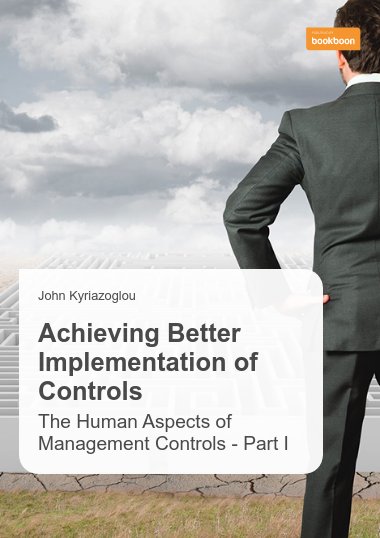 bookboon
John Kyriazoglou
Achieving Better
Implementation of
Controls
The Human Aspects of
Management Controls - Part I